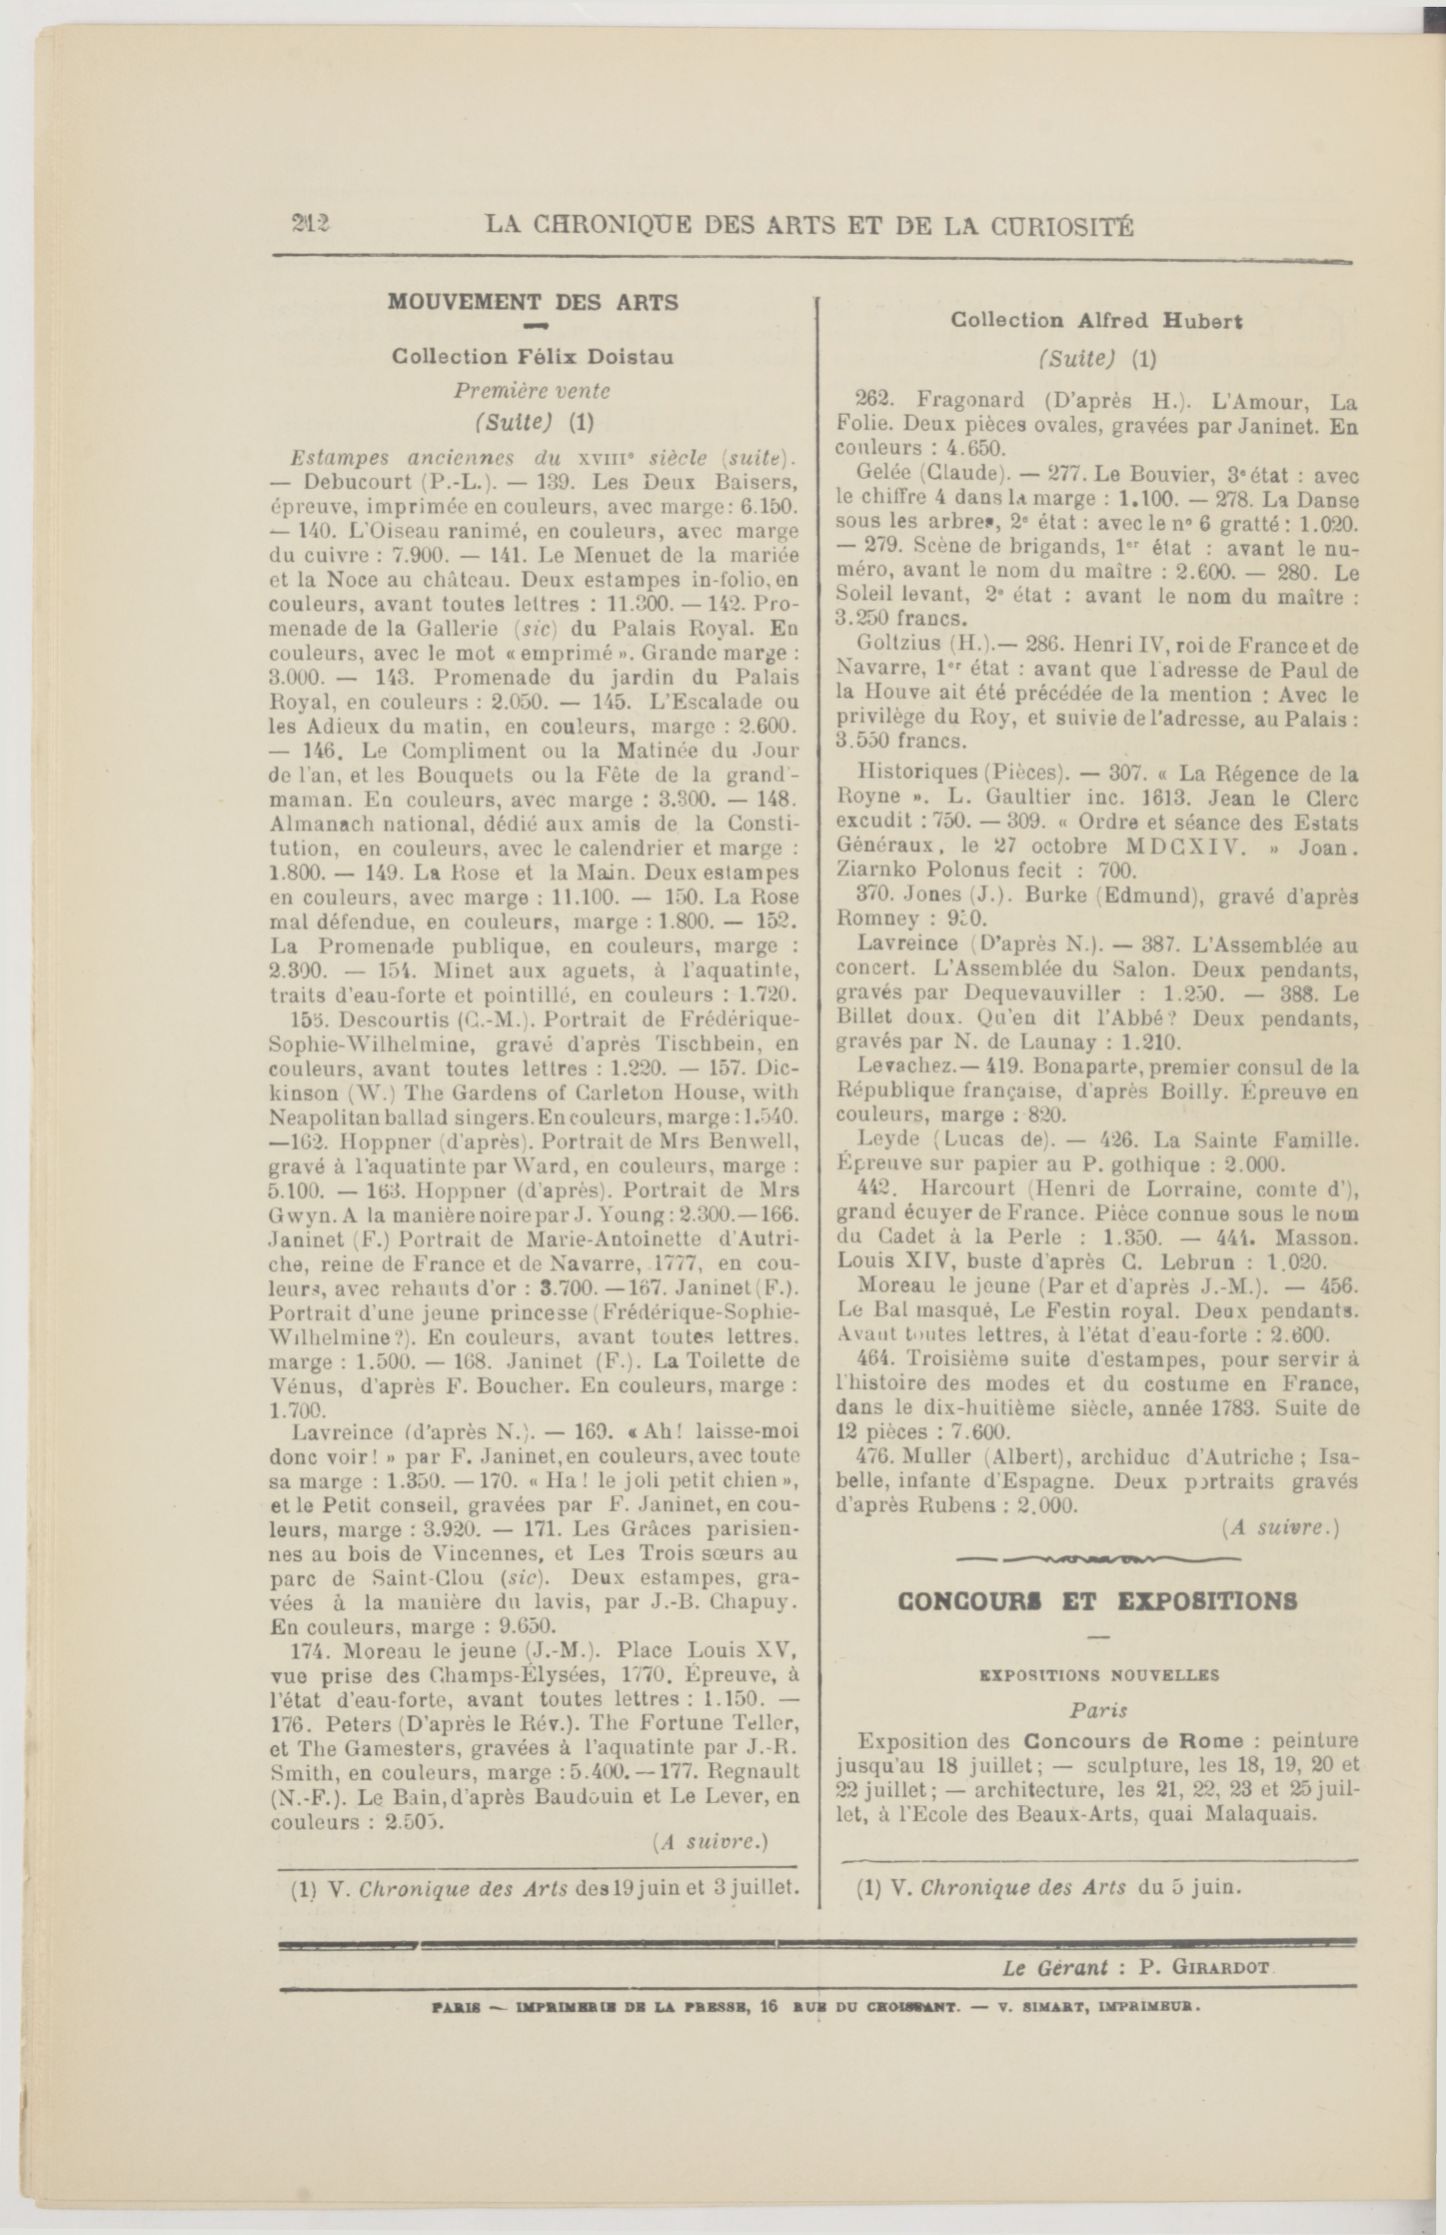 212
LA CHRONIQUE DES ARTS ET DE LA CURIOSITÉ
MOUVEMENT DES ARTS
Collection Félix Doistau
Première vente
(Suite) (1)
Estampes anciennes du XVIIIe siècle (suite).
— Debucourt (P.-L.). — 139. Les Deux Baisers,
épreuve, imprimée en couleurs, avec marge : 6.150.
— 140. L'Oiseau ranimé, en couleurs, avec marge
du cuivre : 7.900. — 141. Le Menuet de la mariée
et la Noce au château. Deux estampes in-folio, en
couleurs, avant toutes lettres : 11.300. — 142. Pro-
menade de la Gallerie (sic) du Palais Royal. En
couleurs, avec le mot « emprimé ». Grande marge :
3.000. — 143. Promenade du jardin du Palais
Royal, en couleurs : 2.050. — 145. L'Escalade ou
les Adieux du matin, en couleurs, marge : 2.600.
— 146. Le Compliment ou la Matinée du Jour
de l'an, et les Bouquets ou la Fête de la grand'-
maman. En couleurs, avec marge : 3.300. — 148.
Almanach national, dédié aux amis de la Consti-
tution, en couleurs, avec le calendrier et marge :
1.800. — 149. La Rose et la Main. Deux estampes
en couleurs, avec marge : 11.100. — 150. La Rose
mal défendue, en couleurs, marge : 1.800. — 152.
La Promenade publique, en couleurs, marge :
2.300. — 154. Minet aux aguets, à l'aquatinte,
traits d'eau-forte et pointillé, en couleurs : 1.720.
155. Descourtis (C.-M.). Portrait de Frédérique-
Sophie-Wilhelmine, gravé d'après Tischbein, en
couleurs, avant toutes lettres : 1.220. — 157. Dic-
kinson (W.) The Gardens of Carleton House, with
Neapolitan ballad singers. En couleurs, marge : 1.540.
— 162. Hoppner (d'après). Portrait de Mrs Benwell,
gravé à l'aquatinte par Ward, en couleurs, marge :
5.100. — 163. Hoppner (d'après). Portrait de Mrs
Gwyn. A la manière noire par J. Young : 2.300. — 166.
Janinet (F.) Portrait de Marie-Antoinette d'Autri-
che, reine de France et de Navarre, 1777, en cou-
leurs, avec rehauts d'or : 3.700. — 167. Janinet (F.).
Portrait d'une jeune princesse (Frédérique-Sophie-
Wilhelmine ?). En couleurs, avant toutes lettres.
marge : 1.500. — 168. Janinet (F.). La Toilette de
Vénus, d'après F. Boucher. En couleurs, marge :
1.700.
Lavreince (d'après N.). — 169. « Ah ! laisse-moi
donc voir ! » par F. Janinet, en couleurs, avec toute
sa marge : 1.350. — 170. « Ha ! le joli petit chien »,
et le Petit conseil, gravées par F. Janinet, en cou-
leurs, marge : 3.920. — 171. Les Grâces parisien-
nes au bois de Vincennes, et Les Trois sœurs au
parc de Saint-Clou (sic). Deux estampes, gra-
vées à la manière du lavis, par J.-B. Chapuy.
En couleurs, marge : 9.650.
174. Moreau le jeune (J.-M.). Place Louis XV,
vue prise des Champs-Élysées, 1770. Épreuve, à
l'état d'eau-forte, avant toutes lettres : 1.150. —
176. Peters (D'après le Rév.). The Fortune Teller,
et The Gamesters, gravées à l'aquatinte par J.-R.
Smith, en couleurs, marge : 5.400. — 177. Regnault
(N.-F.). Le Bain, d'après Baudouin et Le Lever, en
couleurs : 2.505.
(A suivre.)
(1) V. Chronique des Arts des 19 juin et 3 juillet.
Collection Alfred Hubert
(Suite) (1)
262. Fragonard (D'après H.). L'Amour, La
Folie. Deux pièces ovales, gravées par Janinet. En
couleurs : 4.650.
Gelée (Claude). — 277. Le Bouvier, 3e état : avec
le chiffre 4 dans la marge : 1.100. — 278. La Danse
sous les arbres, 2e état : avec le n° 6 gratté : 1.020.
— 279. Scène de brigands, 1er état : avant le nu-
méro, avant le nom du maître : 2.600. — 280. Le
Soleil levant, 2e état : avant le nom du maître :
3.250 francs.
Goltzius (H.). — 286. Henri IV, roi de France et de
Navarre, 1er état : avant que l'adresse de Paul de
la Houve ait été précédée de la mention : Avec le
privilège du Roy, et suivie de l'adresse, au Palais :
3.550 francs.
Historiques (Pièces). — 307. « La Régence de la
Royne ». L. Gaultier inc. 1613. Jean le Clerc
excudit : 750. — 309. « Ordre et séance des Estats
Généraux, le 27 octobre MDCXIV. » Joan.
Ziarnko Polonus fecit : 700.
370. Jones (J.). Burke (Edmund), gravé d'après
Romney :
Lavreince (D'après N.). — 387. L'Assemblée au
concert. L'Assemblée du Salon. Deux pendants,
gravés par Dequevauviller : 1.250. — 388. Le
Billet doux. Qu'en dit l'Abbé ? Deux pendants,
gravés par N. de Launay : 1.210.
Levachez. — 419. Bonaparte, premier consul de la
République française, d'après Boilly. Épreuve en
couleurs, marge : 820.
Leyde (Lucas de). — 426. La Sainte Famille.
Épreuve sur papier au P. gothique : 2.000.
442. Harcourt (Henri de Lorraine, comte d'),
grand écuyer de France. Pièce connue sous le nom
du Cadet à la Perle : 1.350. — 444. Masson.
Louis XIV, buste d'après C. Lebrun : 1.020.
Moreau le jeune (Par et d'après J.-M.). — 456.
Le Bal masqué, Le Festin royal. Deux pendants.
Avant toutes lettres, à l'état d'eau-forte : 2.600.
464. Troisième suite d'estampes, pour servir à
l'histoire des modes et du costume en France,
dans le dix-huitième siècle, année 1783. Suite de
12 pièces : 7.600.
476. Muller (Albert), archiduc d'Autriche ; Isa-
belle, infante d'Espagne. Deux portraits gravés
d'après Rubens : 2.000.
(A suivre.)
CONCOURS ET EXPOSITIONS
EXPOSITIONS NOUVELLES
Paris
Exposition des Concours de Rome : peinture
jusqu'au 18 juillet ; — sculpture, les 18, 19, 20 et
22 juillet ; — architecture, les 21, 22, 23 et 25 juil-
let, à l'Ecole des Beaux-Arts, quai Malaquais.
(1) V. Chronique des Arts du 5 juin.
Le Gérant : P. GIRARDOT
PARIS — IMPRIMERIE DE LA PRESSE, 16 RUE DU CROISSANT. — V. SIMART, IMPRIMEUR.